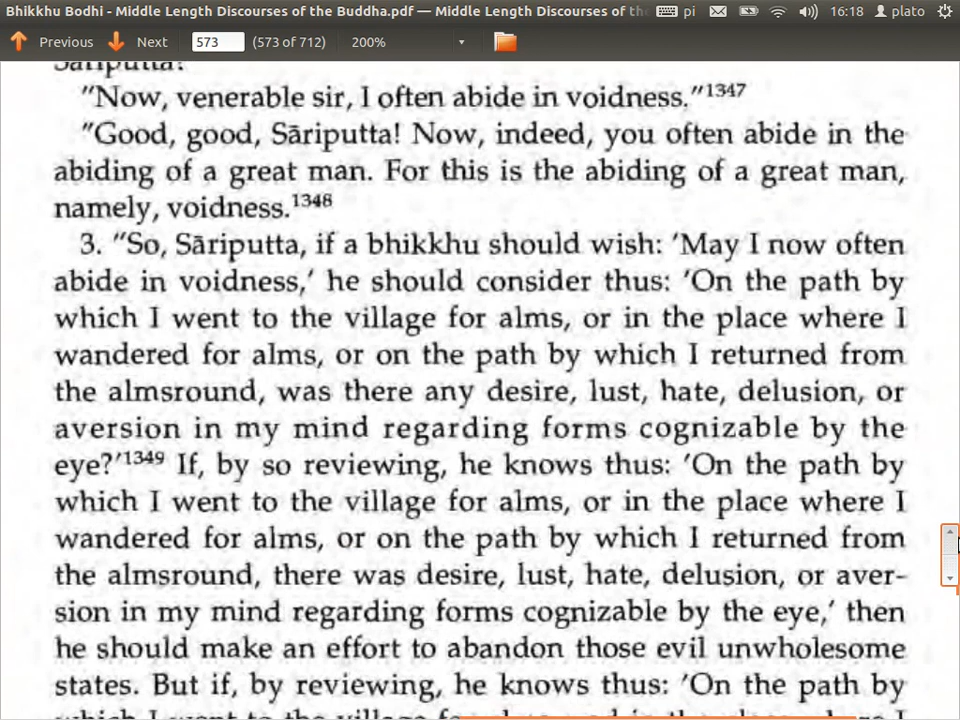 Bhikkhu Bodhi - Middle Length Discourses of the Buddha.pdf — Middle Length Discourses of the
pi
16:18
plato
Previous
Next
573
(573 of 712)
200%
Sāriputta?
“Now, venerable sir, I often abide in voidness.”1347
“Good, good, Sāriputta! Now, indeed, you often abide in the
abiding of a great man. For this is the abiding of a great man,
namely, voidness.1348
3. “So, Sāriputta, if a bhikkhu should wish: ‘May I now often
abide in voidness,’ he should consider thus: ‘On the path by
which I went to the village for alms, or in the place where I
wandered for alms, or on the path by which I returned from
the almsround, was there any desire, lust, hate, delusion, or
aversion in my mind regarding forms cognizable by the
eye?’1349 If, by so reviewing, he knows thus: ‘On the path by
which I went to the village for alms, or in the place where I
wandered for alms, or on the path by which I returned from
the almsround, there was desire, lust, hate, delusion, or aver-
sion in my mind regarding forms cognizable by the eye,’ then
he should make an effort to abandon those evil unwholesome
states. But if, by reviewing, he knows thus: ‘On the path by